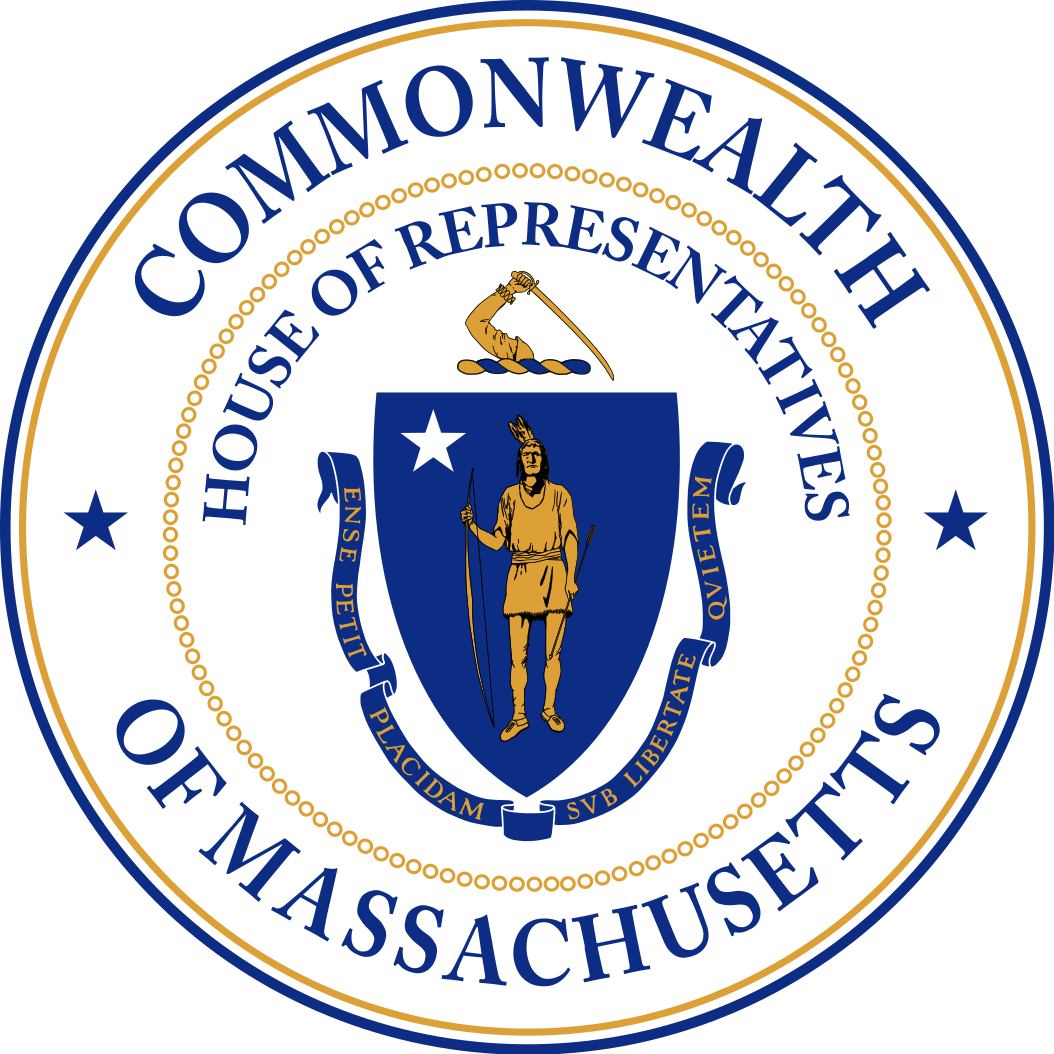 COMMONWEALTH
OF MASSACHUSETTS
HOUSE OF REPRESENTATIVES
ENSE PETIT
PLACIDAM
SVB LIBERTATE
QVIETEM